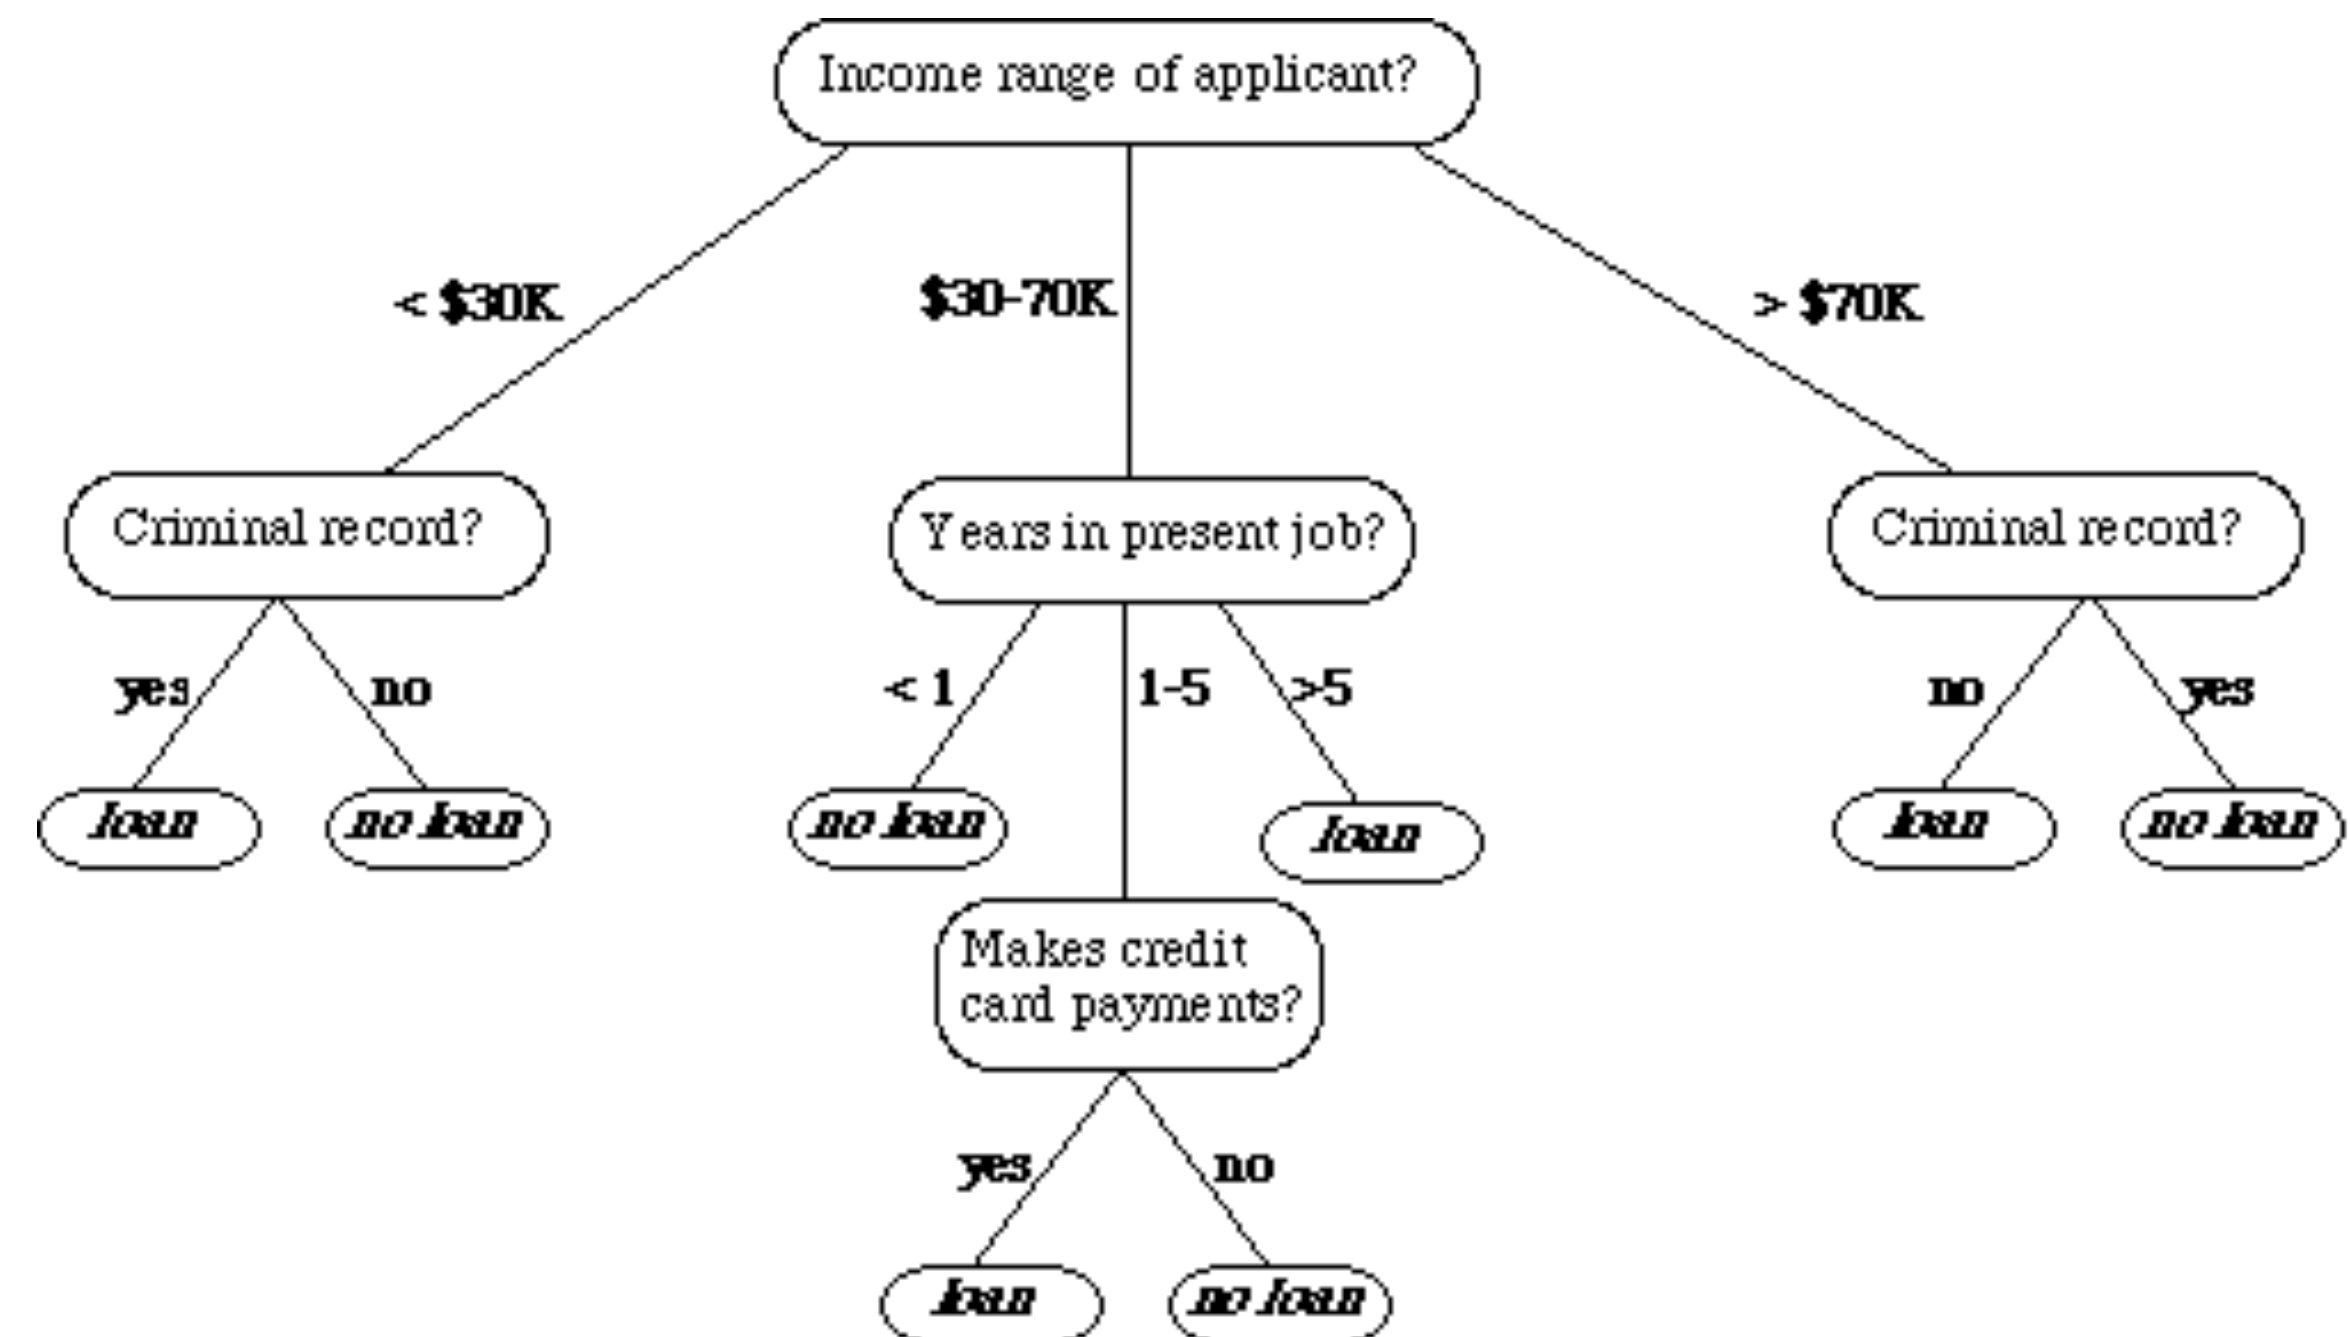 Income range of applicant?
< $30K
$30-70K
> $70K
Criminal record?
Years in present job?
Criminal record?
yes
no
< 1
1-5
>5
no
yes
loan
no loan
no loan
loan
loan
no loan
Makes credit
card payments?
yes
no
loan
no loan